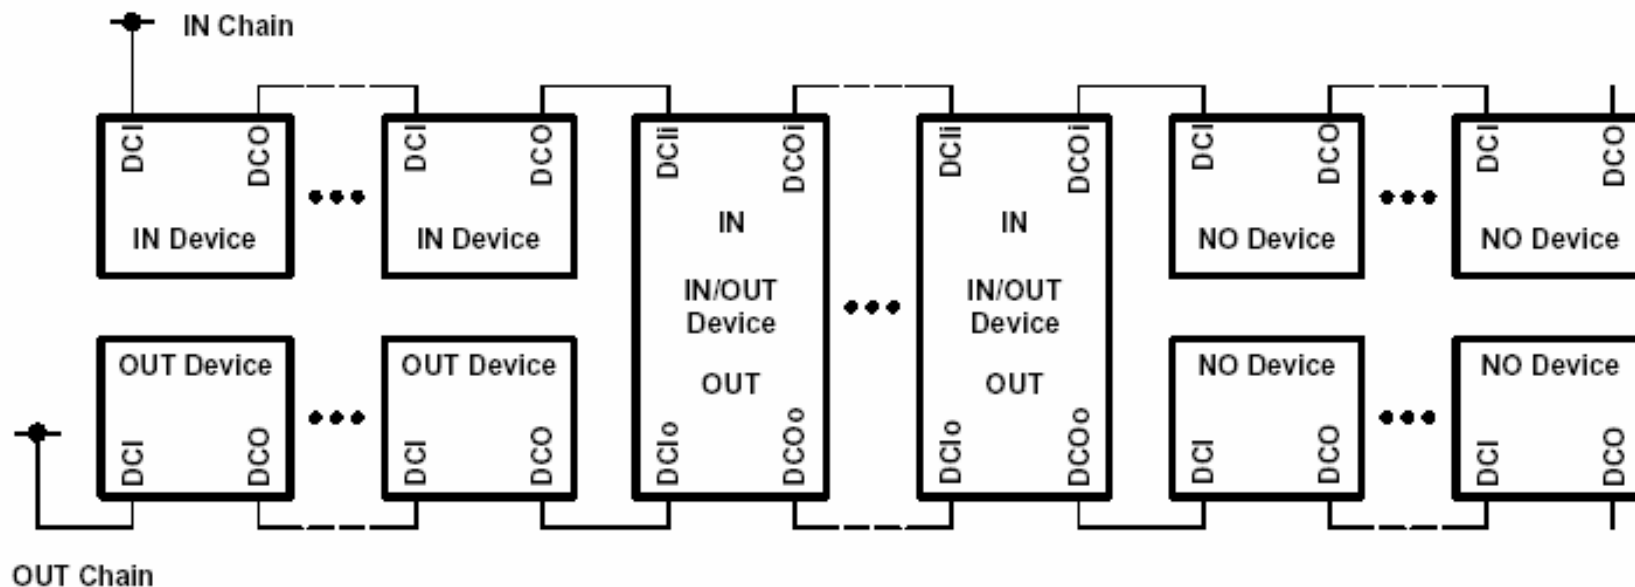 IN Chain
DCI DCO DCI DCO DCIi DCOi DCIi DCOi DCI DCO DCI DCO
IN Device IN Device IN IN NO Device NO Device
IN/OUT IN/OUT
Device Device
OUT Device OUT Device OUT OUT NO Device NO Device
DCI DCO DCI DCO DCIo DCOo DCIo DCOo DCI DCO DCI DCO
OUT Chain